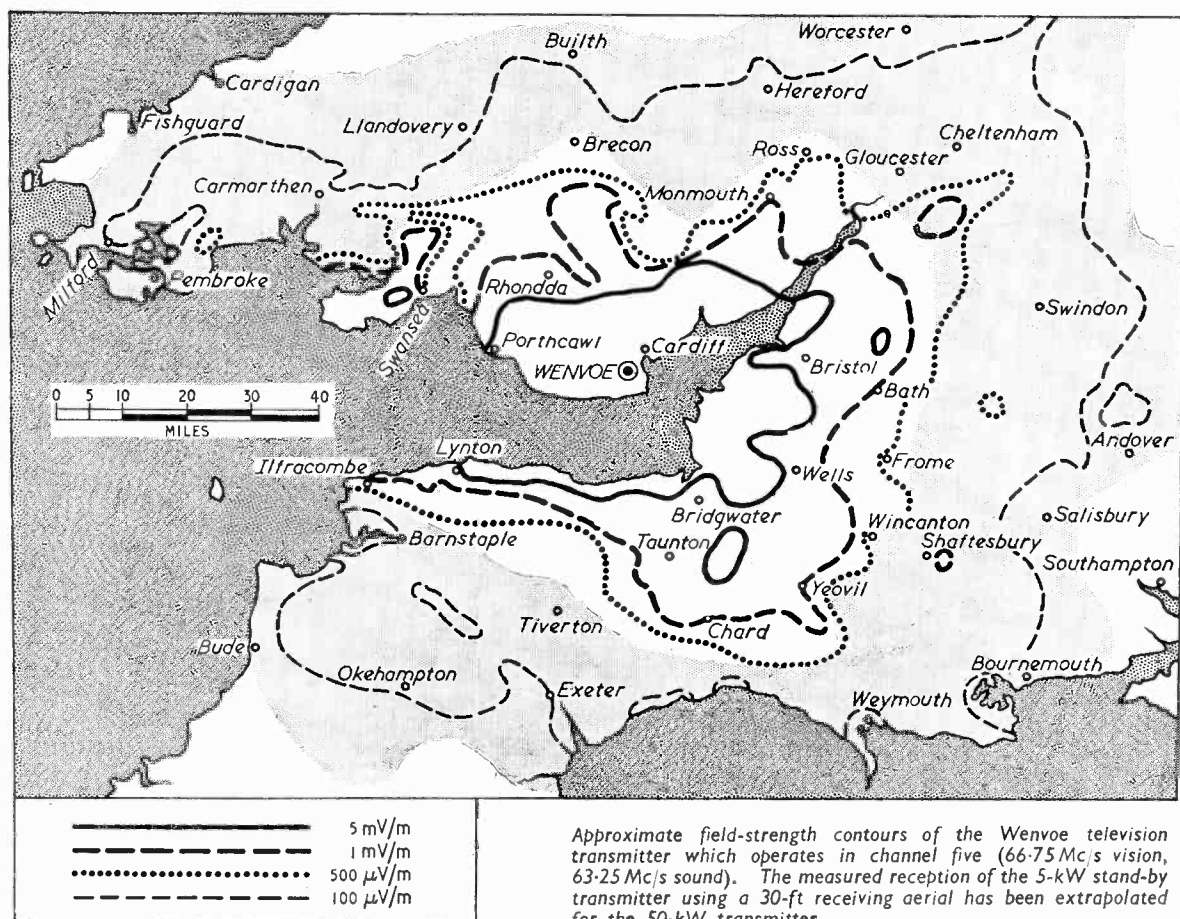 Worcester
Builth
Cardigan
Hereford
Fishguard
Llandovery
Cheltenham
Brecon
Ross
Gloucester
Carmarthen
Monmouth
Milford
Pembroke
Rhondda
Swansea
Swindon
Porthcawl
Cardiff
WENVOE
Bristol
0 5 10 20 30 40
MILES
Bath
Andover
Lynton
Ilfracombe
Frome
Wells
Bridgwater
Salisbury
Barnstaple
Taunton
Wincanton
Shaftesbury
Southampton
Yeovil
Tiverton
Chard
Bude
Okehampton
Exeter
Bournemouth
Weymouth
5 mV/m
1 mV/m
500 μV/m
100 μV/m
Approximate field-strength contours of the Wenvoe television
transmitter which operates in channel five (66·75 Mc/s vision,
63·25 Mc/s sound). The measured reception of the 5-kW stand-by
transmitter using a 30-ft receiving aerial has been extrapolated
for the 50-kW transmitter